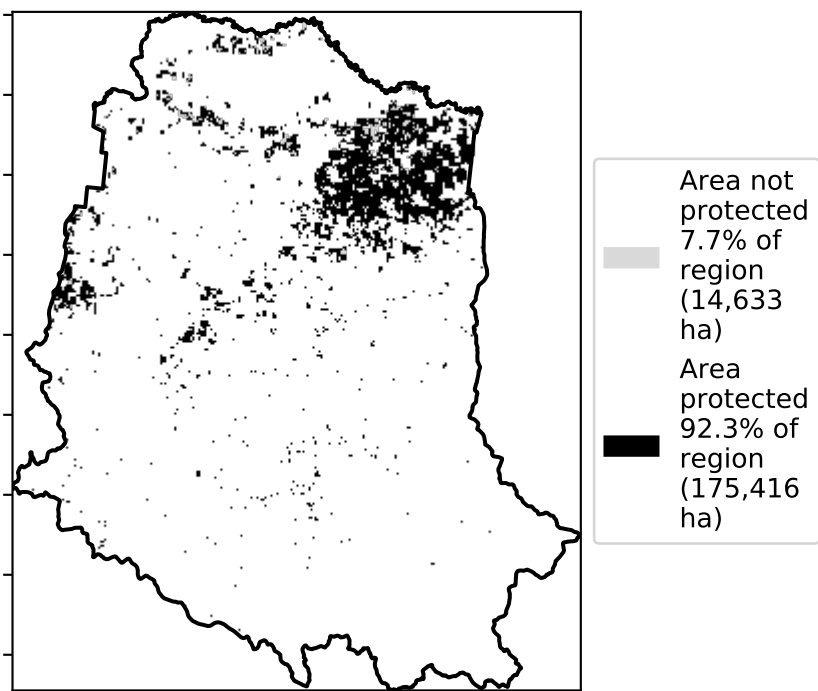 Area not
protected
7.7% of
region
(14,633
ha)
Area
protected
92.3% of
region
(175,416
ha)